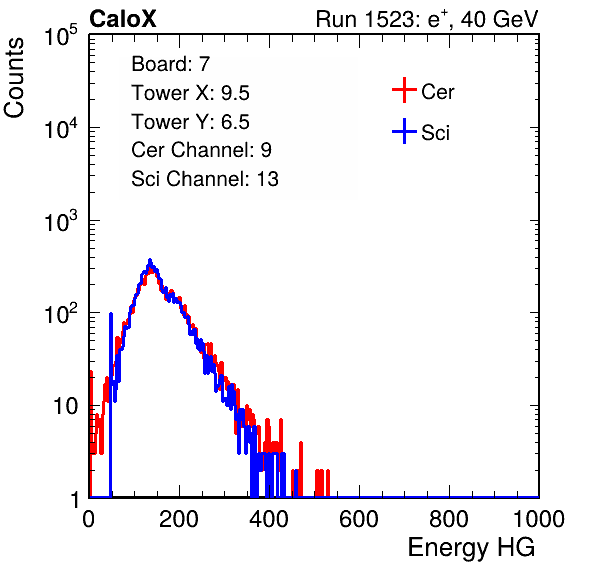 CaloX
Run 1523: e⁺, 40 GeV
Counts
10⁵
10⁴
10³
10²
10
1
Board: 7
Tower X: 9.5
Tower Y: 6.5
Cer Channel: 9
Sci Channel: 13
Cer
Sci
0 200 400 600 800 1000
Energy HG